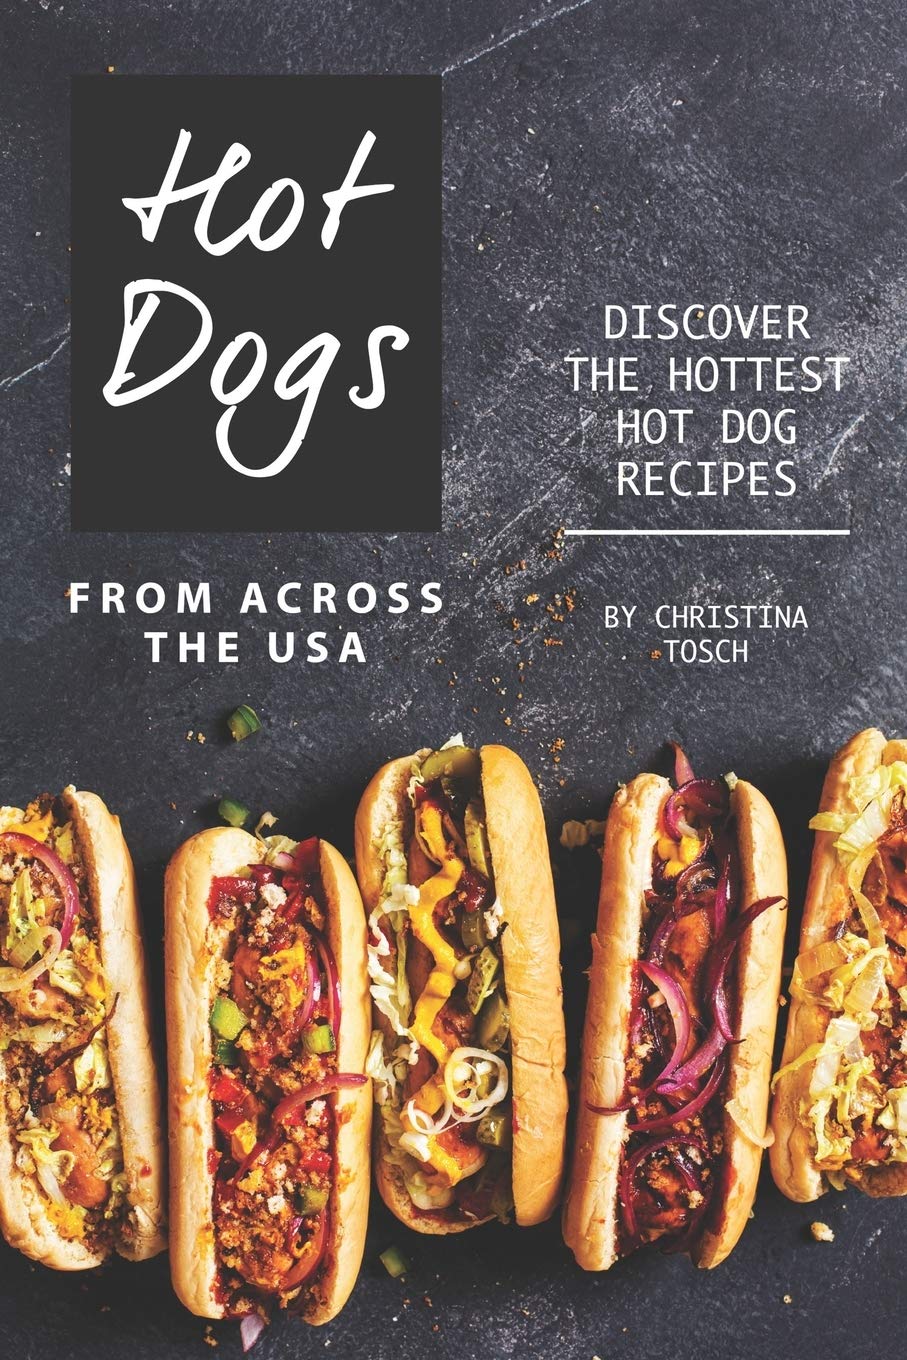 Hot
Dogs
FROM ACROSS
THE USA
DISCOVER
THE HOTTEST
HOT DOG
RECIPES
BY CHRISTINA
TOSCH